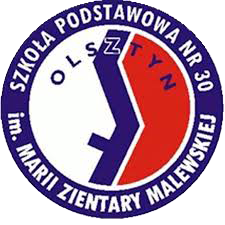 SZKOŁA PODSTAWOWA NR 30
OLSZTYN
im. MARII ZIENTARY MALEWSKIEJ